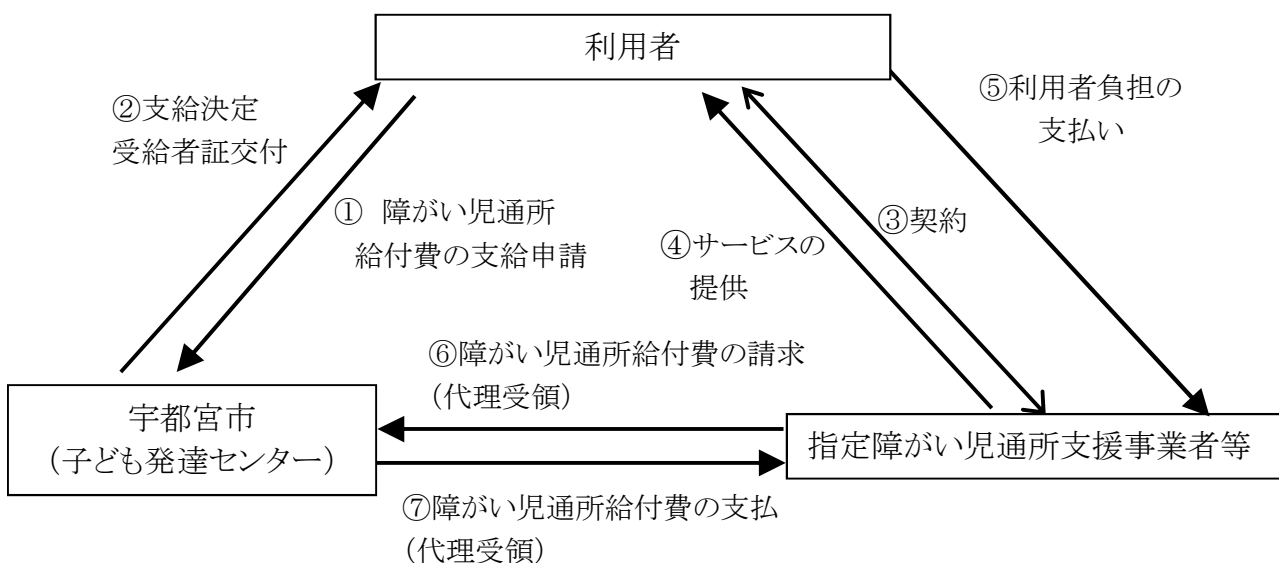 利用者
②支給決定
受給者証交付
⑤利用者負担の
支払い
① 障がい児通所
給付費の支給申請
③契約
④サービスの
提供
⑥障がい児通所給付費の請求
(代理受領)
宇都宮市
(子ども発達センター)
指定障がい児通所支援事業者等
⑦障がい児通所給付費の支払
(代理受領)